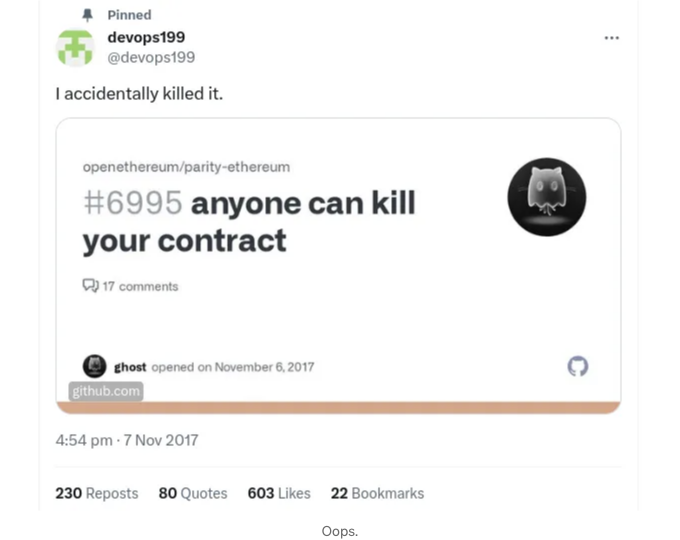 Pinned
devops199
@devops199
I accidentally killed it.
openethereum/parity-ethereum
#6995 anyone can kill
your contract
17 comments
ghost opened on November 6, 2017
github.com
4:54 pm · 7 Nov 2017
230 Reposts 80 Quotes 603 Likes 22 Bookmarks
Oops.